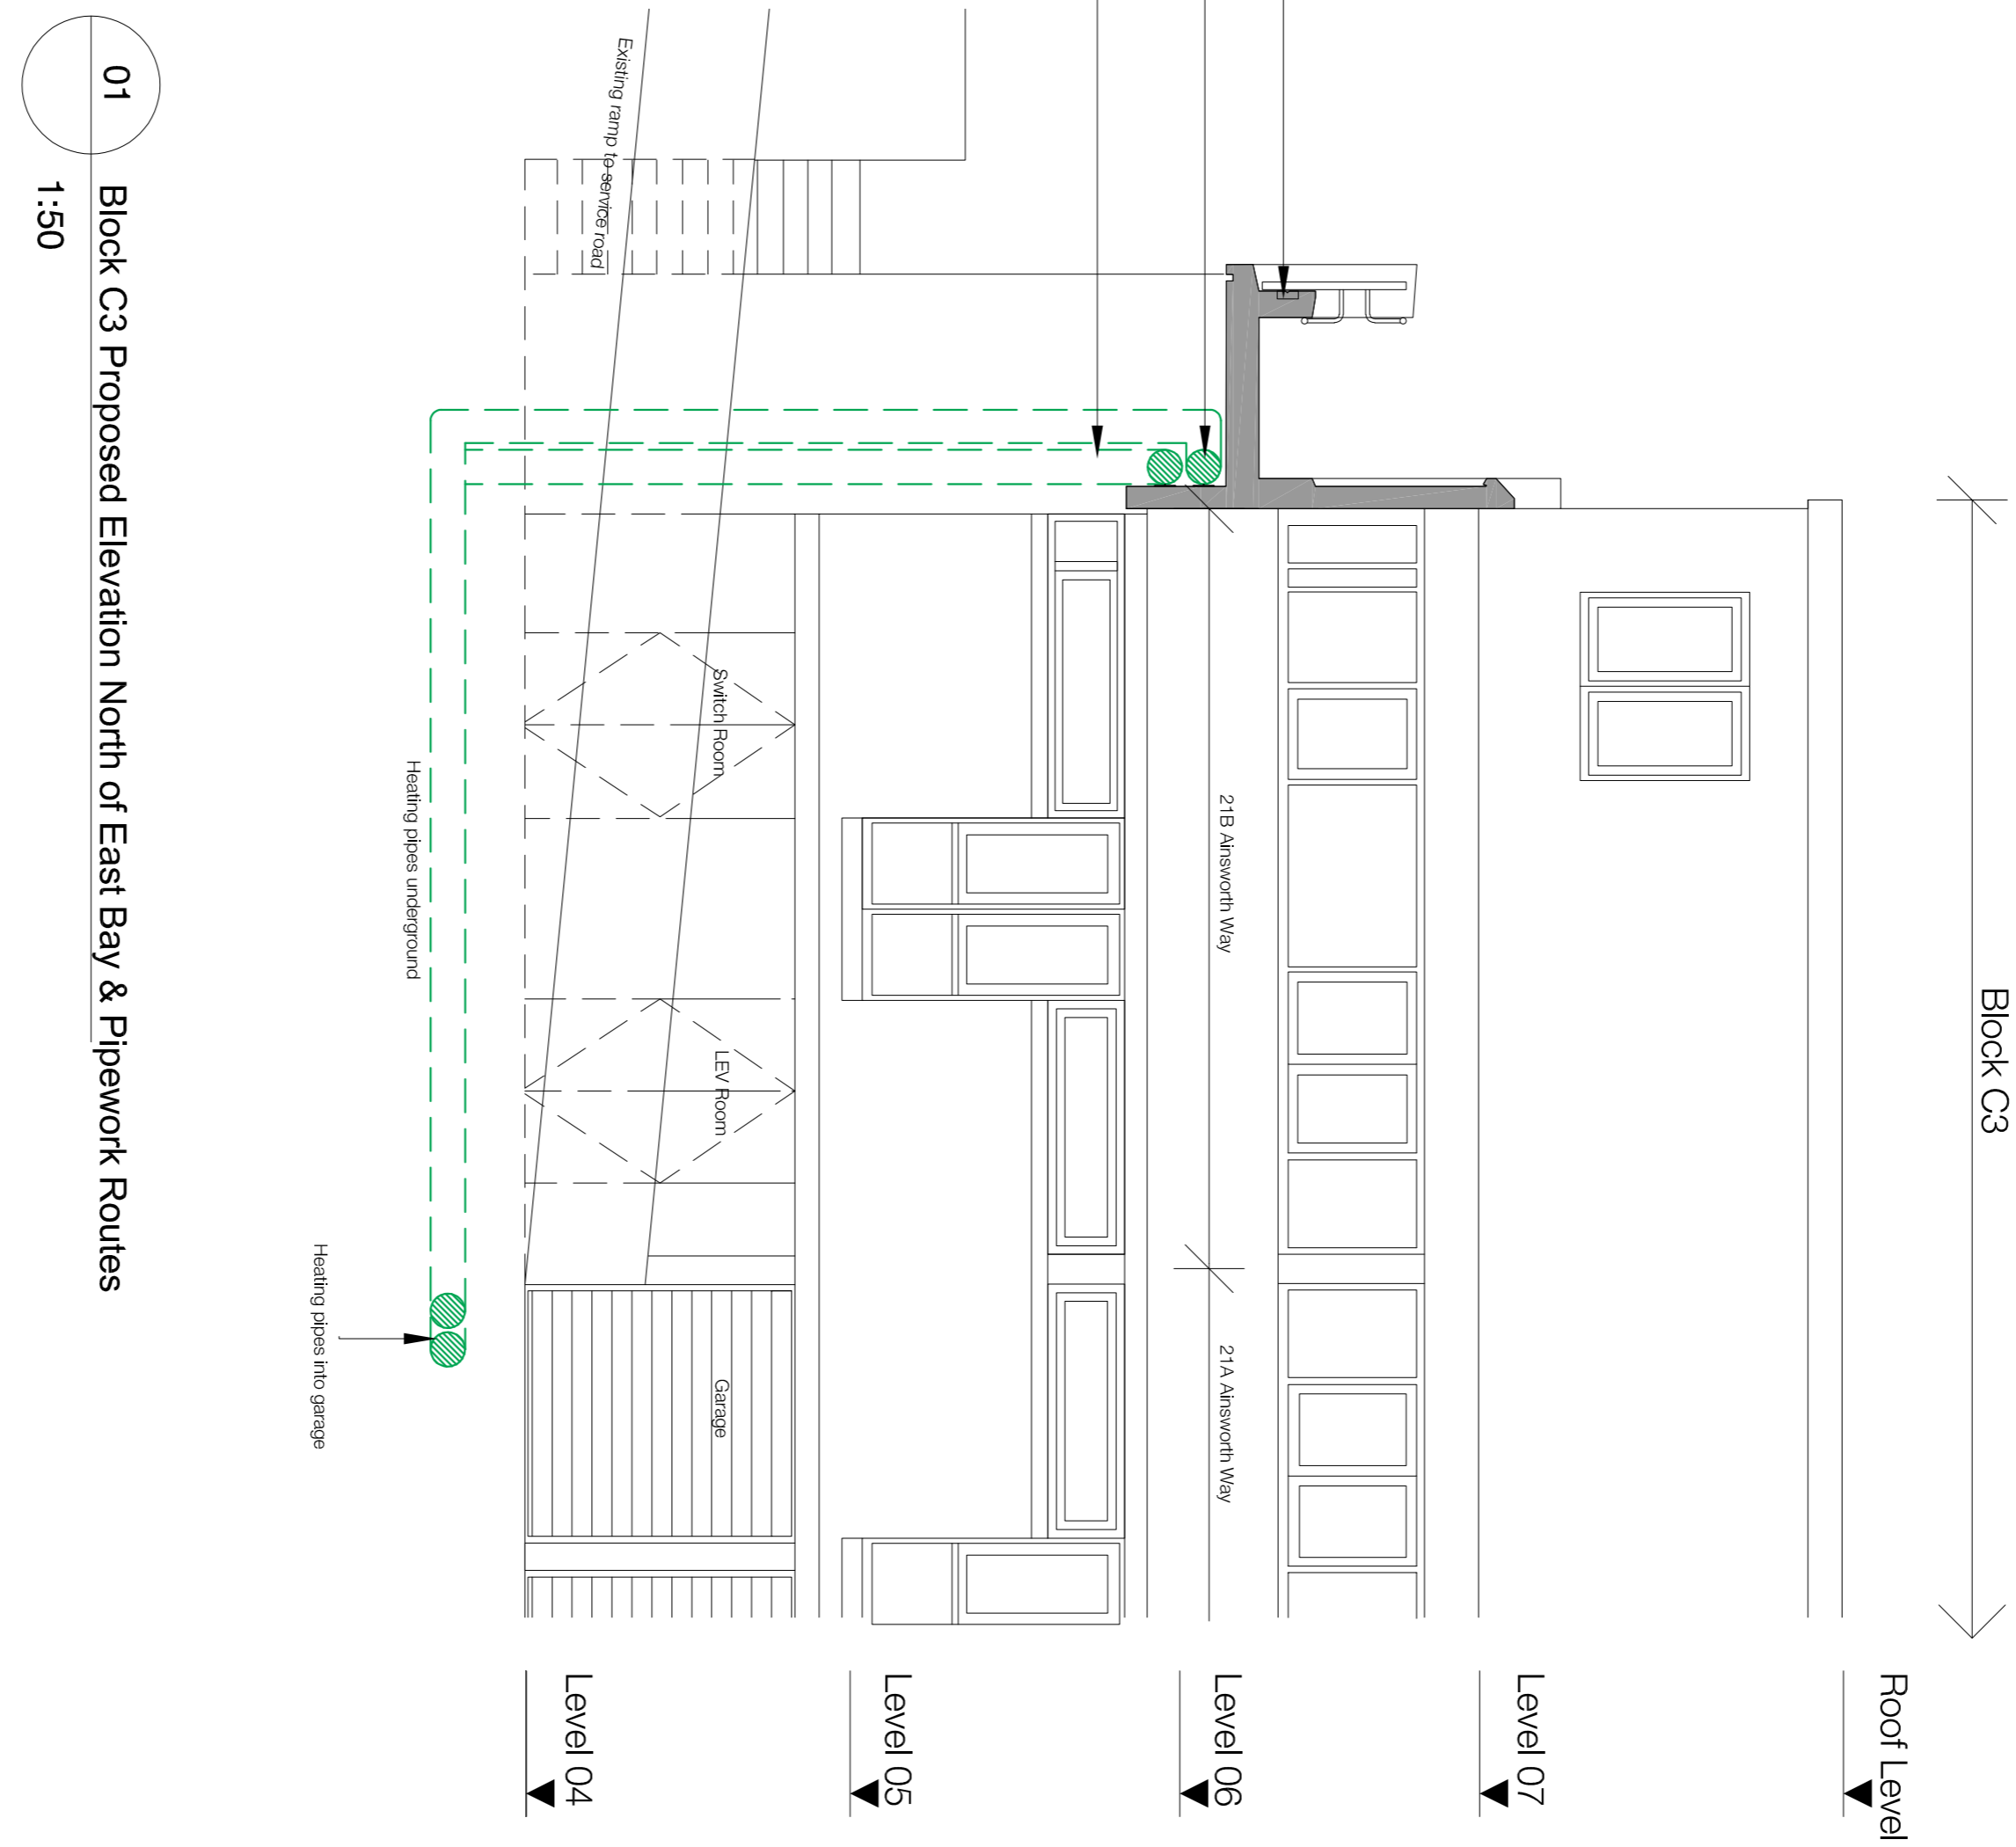 Block C3
Roof Level
Level 07
Level 06
Level 05
Level 04
21B Ainsworth Way
21A Ainsworth Way
Existing ramp to service road
Switch Room
LEV Room
Garage
Heating pipes underground
Heating pipes into garage
01
Block C3 Proposed Elevation North of East Bay & Pipework Routes
1:50